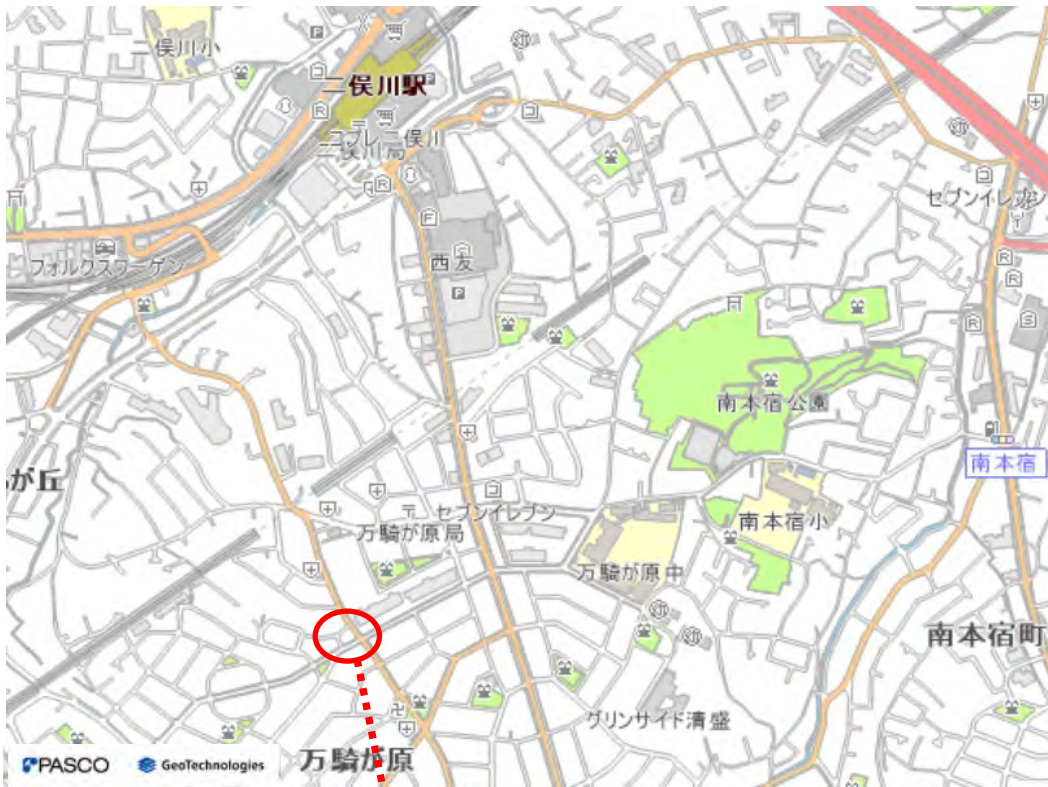 俣川小
二俣川駅
コプレ二俣川
二俣川局
セブンイレブン
フォルクスワーゲン
西友
南本宿公園
南本宿
が丘
セブンイレブン
万騎が原局
南本宿小
万騎が原中
南本宿町
グリンサイド清盛
万騎が原
PASCO
GeoTechnologies